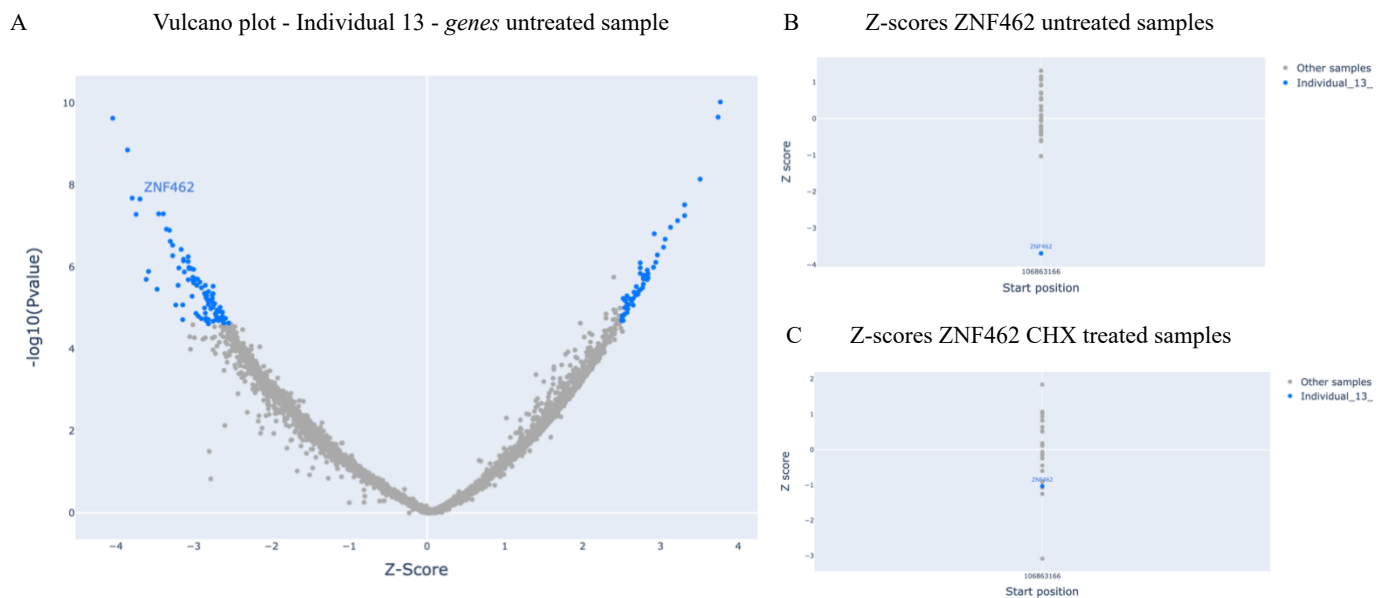 A
Vulcano plot - Individual 13 - genes untreated sample
10
8
6
4
2
0
-log10(Pvalue)
ZNF462
−4
−3
−2
−1
0
1
2
3
4
Z-Score
B
Z-scores ZNF462 untreated samples
1
0
−1
−2
−3
−4
Z score
ZNF462
106863166
Start position
Other samples
Individual_13_
C
Z-scores ZNF462 CHX treated samples
2
1
0
−1
−2
−3
Z score
ZNF462
106863166
Start position
Other samples
Individual_13_